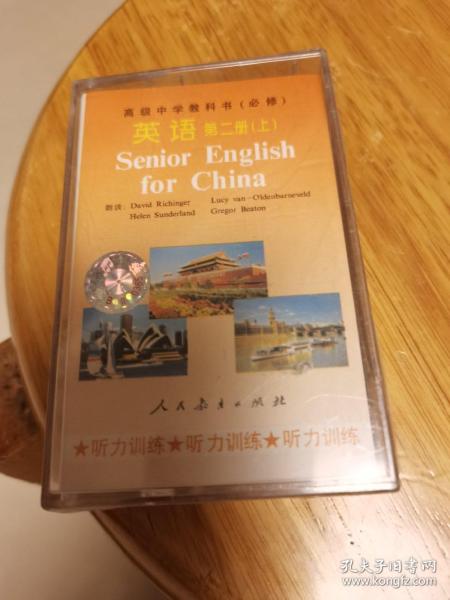 高级中学教科书(必修)
英语 第二册(上)
Senior English
for China
朗读: David Richinger Lucy van-Oldenbarneveld
Helen Sunderland Gregor Beaton
人民教育出版社
★听力训练★听力训练★听力训练
孔夫子旧书网
www.kongfz.com